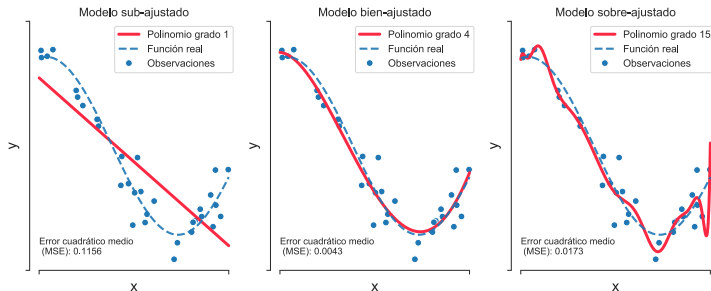 Modelo sub-ajustado
Polinomio grado 1
Función real
Observaciones
y
Error cuadrático medio
(MSE): 0.1156
x
Modelo bien-ajustado
Polinomio grado 4
Función real
Observaciones
y
Error cuadrático medio
(MSE): 0.0043
x
Modelo sobre-ajustado
Polinomio grado 15
Función real
Observaciones
y
Error cuadrático medio
(MSE): 0.0173
x